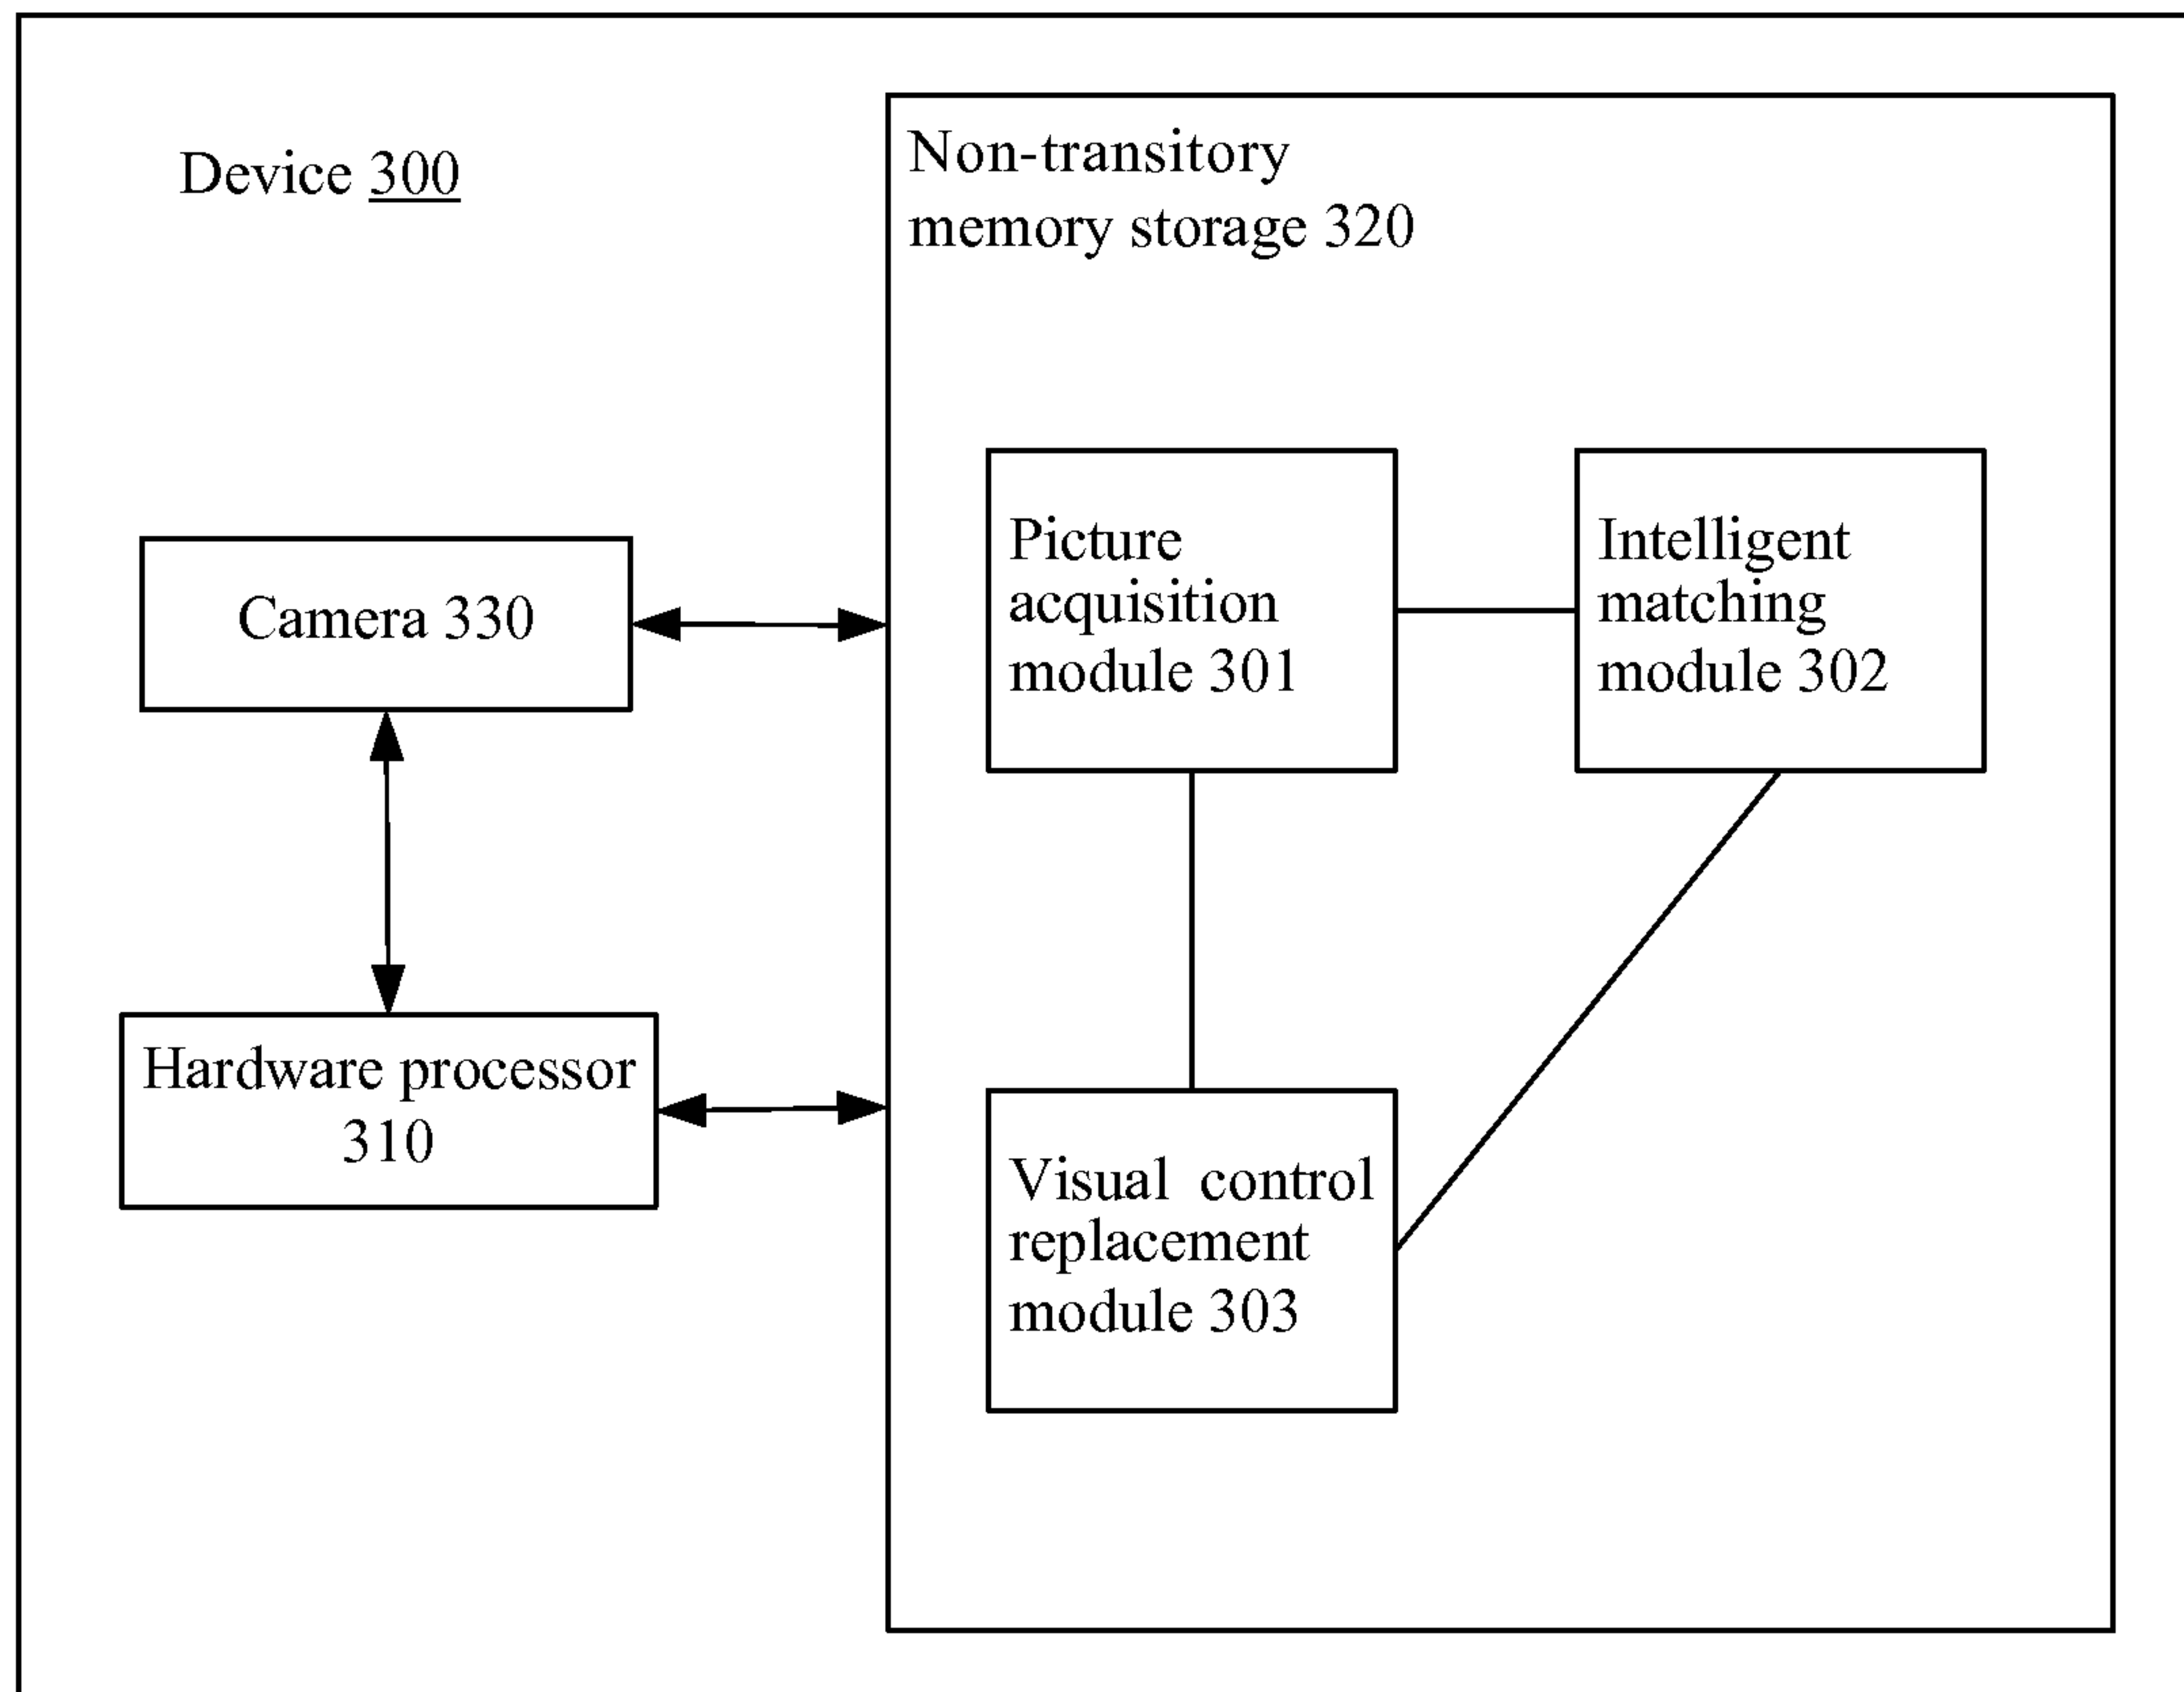 Device 300
Non-transitory
memory storage 320
Camera 330
Hardware processor
310
Picture
acquisition
module 301
Intelligent
matching
module 302
Visual control
replacement
module 303